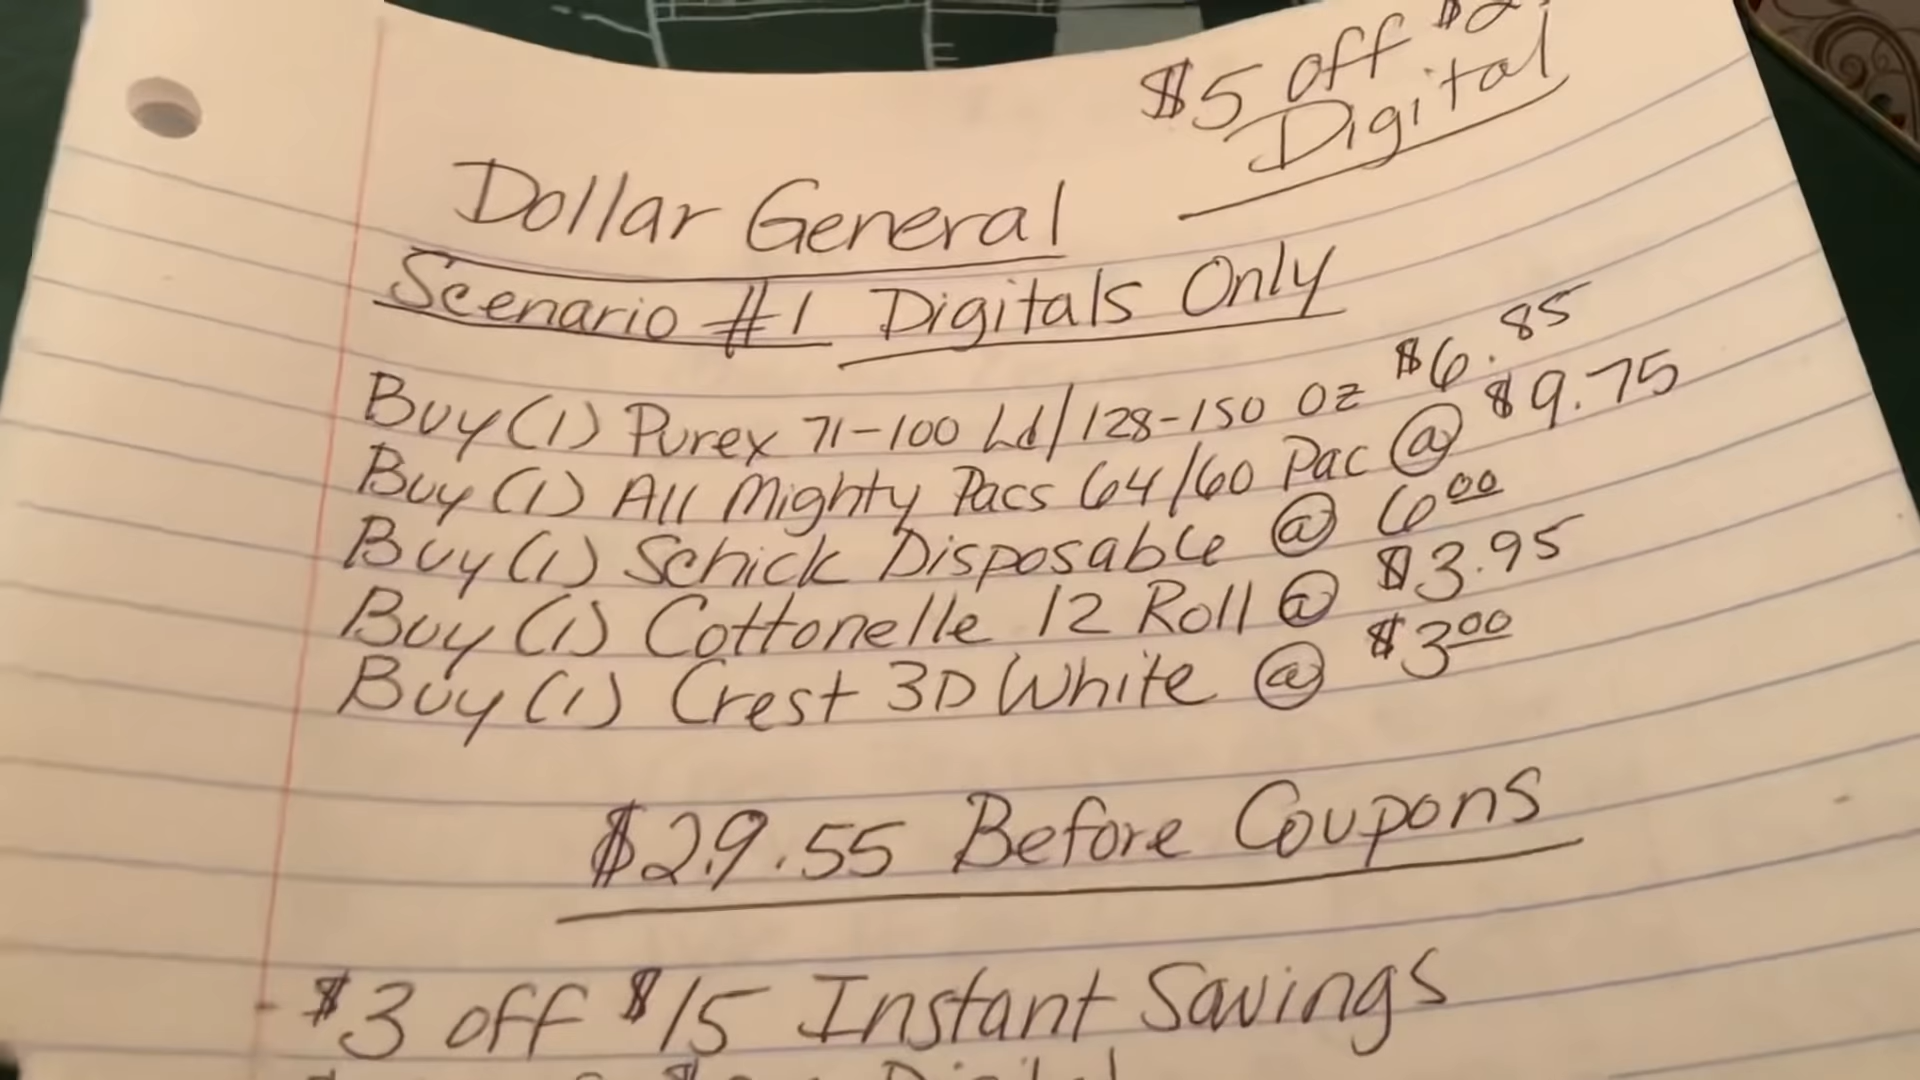 $5 off
Digital
Dollar General
Scenario #1 Digitals Only
Buy (1) Purex 71-100 Ld/128-150 Oz $6.85
Buy (1) All Mighty Pacs 64/60 Pac @ $9.75
Buy (1) Schick Disposable @ 6 00
Buy (1) Cottonelle 12 Roll @ $3.95
Buy (1) Crest 3D White @ $3 00
$29.55 Before Coupons
- $3 off $15 Instant Savings
Digital